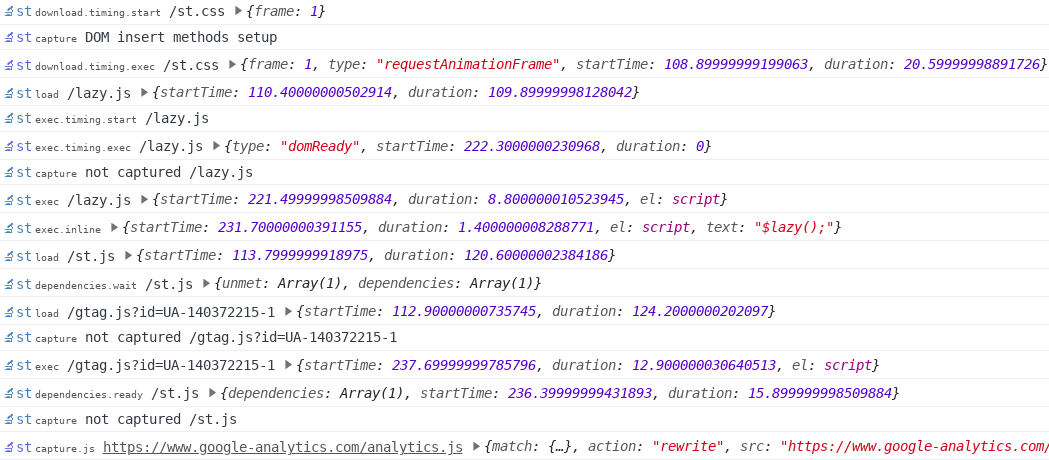 st download.timing.start /st.css ▶{frame: 1}
st capture DOM insert methods setup
st download.timing.exec /st.css ▶{frame: 1, type: "requestAnimationFrame", startTime: 108.89999999199063, duration: 20.59999998891726}
st load /lazy.js ▶{startTime: 110.40000000502914, duration: 109.89999998128042}
st exec.timing.start /lazy.js
st exec.timing.exec /lazy.js ▶{type: "domReady", startTime: 222.3000000230968, duration: 0}
st capture not captured /lazy.js
st exec /lazy.js ▶{startTime: 221.49999998509884, duration: 8.800000010523945, el: script}
st exec.inline ▶{startTime: 231.70000000391155, duration: 1.400000008288771, el: script, text: "$lazy();"}
st load /st.js ▶{startTime: 113.7999999918975, duration: 120.60000002384186}
st dependencies.wait /st.js ▶{unmet: Array(1), dependencies: Array(1)}
st load /gtag.js?id=UA-140372215-1 ▶{startTime: 112.90000000735745, duration: 124.2000000202097}
st capture not captured /gtag.js?id=UA-140372215-1
st exec /gtag.js?id=UA-140372215-1 ▶{startTime: 237.69999999785796, duration: 12.900000030640513, el: script}
st dependencies.ready /st.js ▶{dependencies: Array(1), startTime: 236.39999999431893, duration: 15.899999998509884}
st capture not captured /st.js
st capture.js https://www.google-analytics.com/analytics.js ▶{match: {…}, action: "rewrite", src: "https://www.google-analytics.com/